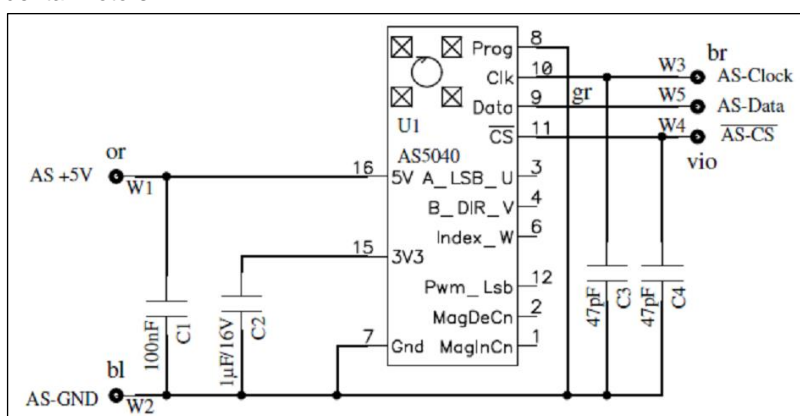 Prog 8
Clk 10
Data 9
CS 11
U1
AS5040
br
W3 AS-Clock
gr
W5 AS-Data
W4 AS-CS
vio
or
AS +5V W1
16 5V
A_LSB_U 3
B_DIR_V 4
Index_W 6
15 3V3
Pwm_Lsb 12
MagDeCn 2
7 Gnd
MagInCn 1
100nF C1
1µF/16V C2
47pF C3
47pF C4
bl
AS-GND W2